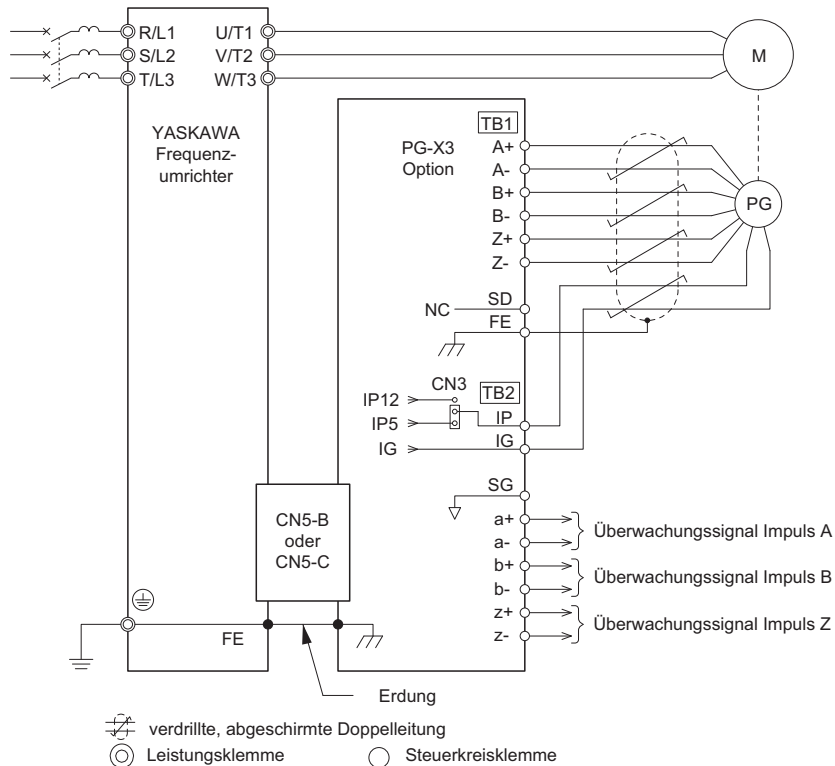 R/L1
S/L2
T/L3
U/T1
V/T2
W/T3
M
YASKAWA
Frequenz-
umrichter
PG-X3
Option
TB1
A+
A-
B+
B-
Z+
Z-
PG
NC
SD
FE
CN3
TB2
IP12
IP5
IG
IP
IG
SG
CN5-B
oder
CN5-C
a+
a-
b+
b-
z+
z-
Überwachungssignal Impuls A
Überwachungssignal Impuls B
Überwachungssignal Impuls Z
FE
Erdung
verdrillte, abgeschirmte Doppelleitung
Leistungsklemme
Steuerkreisklemme